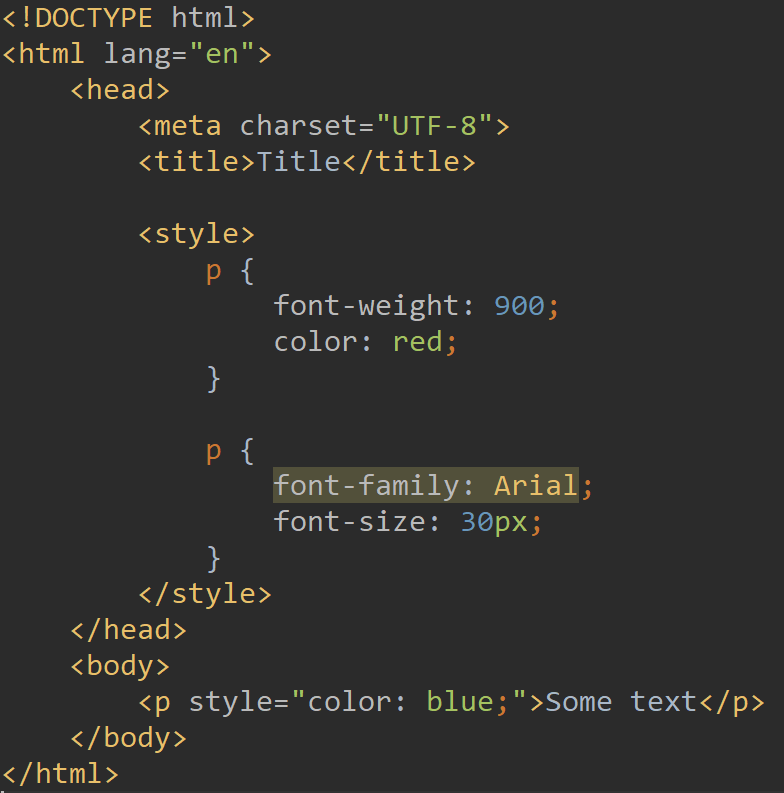 <!DOCTYPE html>
<html lang="en">
    <head>
        <meta charset="UTF-8">
        <title>Title</title>

        <style>
            p {
                font-weight: 900;
                color: red;
            }

            p {
                font-family: Arial;
                font-size: 30px;
            }
        </style>
    </head>
    <body>
        <p style="color: blue;">Some text</p>
    </body>
</html>